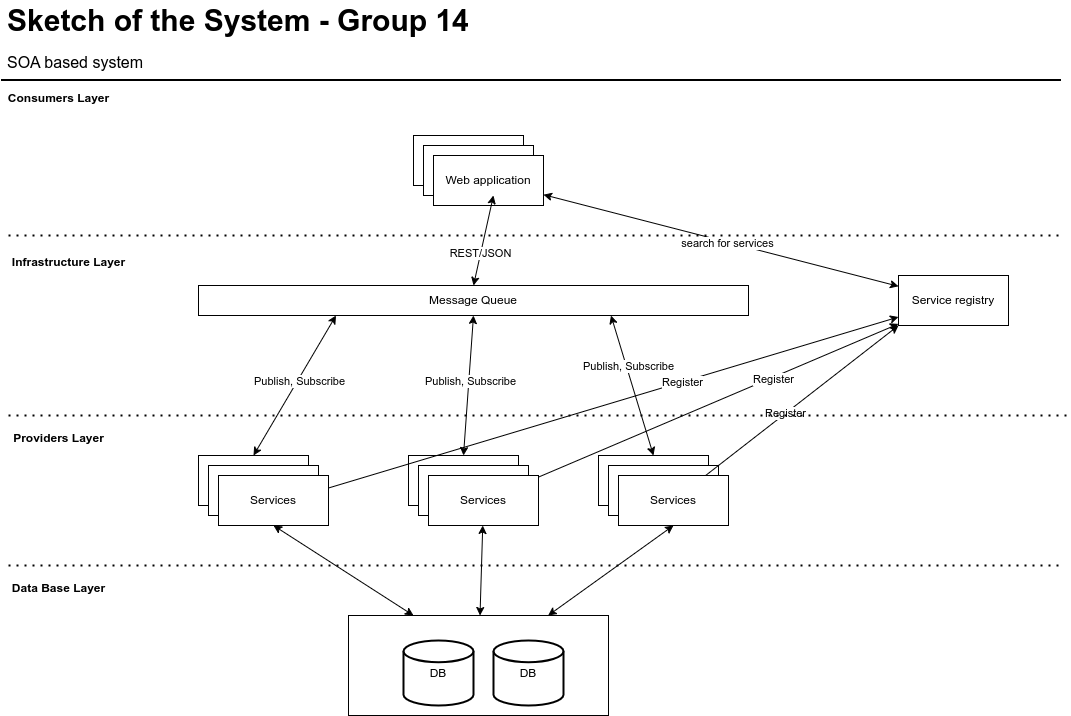 Sketch of the System - Group 14
SOA based system
Consumers Layer
Web application
search for services
REST/JSON
Infrastructure Layer
Message Queue
Service registry
Publish, Subscribe
Publish, Subscribe
Publish, Subscribe
Register
Register
Register
Providers Layer
Services
Services
Services
Data Base Layer
DB
DB